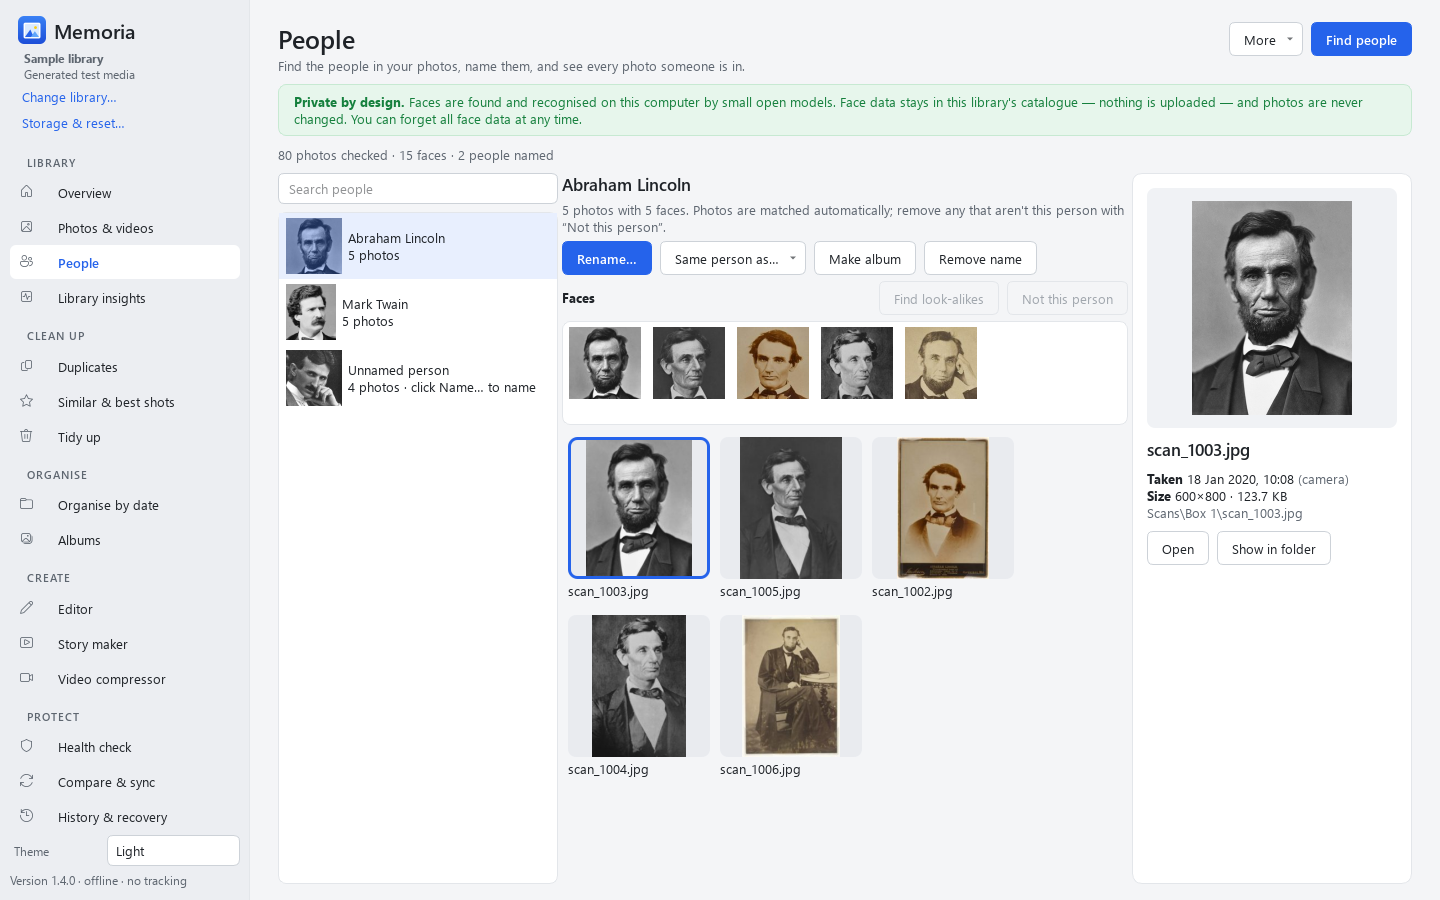 Memoria
Sample library
Generated test media
Change library...
Storage & reset...
LIBRARY
Overview
Photos & videos
People
Library insights
CLEAN UP
Duplicates
Similar & best shots
Tidy up
ORGANISE
Organise by date
Albums
CREATE
Editor
Story maker
Video compressor
PROTECT
Health check
Compare & sync
History & recovery
Theme
Light
Version 1.4.0 · offline · no tracking
People
Find the people in your photos, name them, and see every photo someone is in.
More
Find people
Private by design. Faces are found and recognised on this computer by small open models. Face data stays in this library's catalogue — nothing is uploaded — and photos are never
changed. You can forget all face data at any time.
80 photos checked · 15 faces · 2 people named
Search people
Abraham Lincoln
5 photos
Mark Twain
5 photos
Unnamed person
4 photos · click Name... to name
Abraham Lincoln
5 photos with 5 faces. Photos are matched automatically; remove any that aren't this person with
“Not this person”.
Rename...
Same person as...
Make album
Remove name
Faces
Find look-alikes
Not this person
scan_1003.jpg
scan_1005.jpg
scan_1002.jpg
scan_1004.jpg
scan_1006.jpg
scan_1003.jpg
Taken 18 Jan 2020, 10:08 (camera)
Size 600×800 · 123.7 KB
Scans\Box 1\scan_1003.jpg
Open
Show in folder